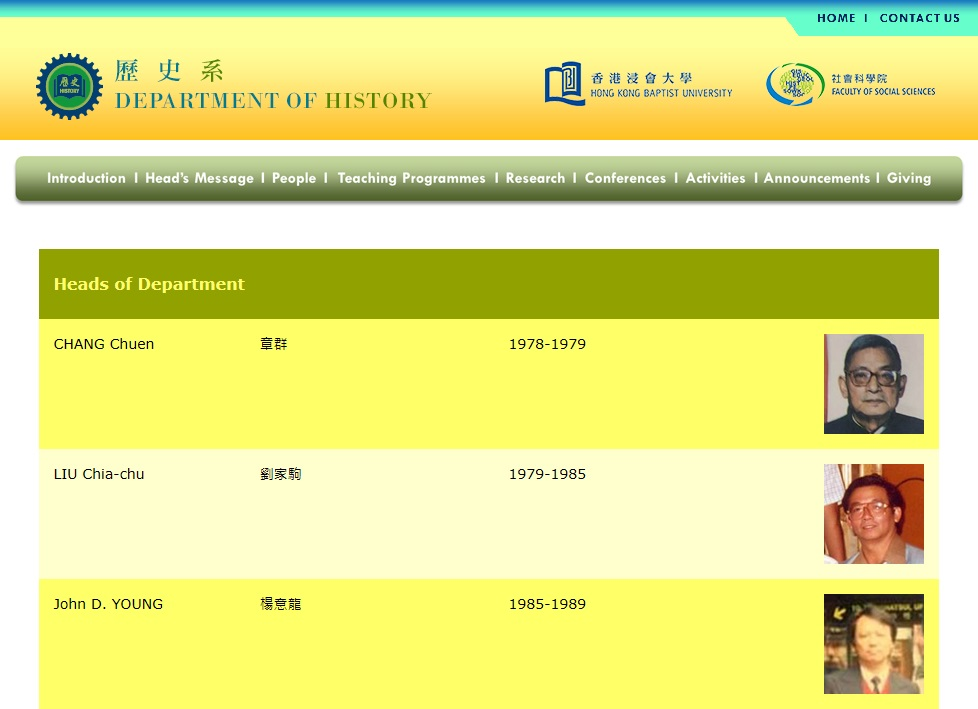 HOME I CONTACT US
歷史 HISTORY
歷史系
DEPARTMENT OF HISTORY
香港浸會大學
HONG KONG BAPTIST UNIVERSITY
社會科學院
FACULTY OF SOCIAL SCIENCES
Introduction I Head's Message I People I Teaching Programmes I Research I Conferences I Activities I Announcements I Giving
Heads of Department
CHANG Chuen 章群 1978-1979
LIU Chia-chu 劉家駒 1979-1985
John D. YOUNG 楊意龍 1985-1989